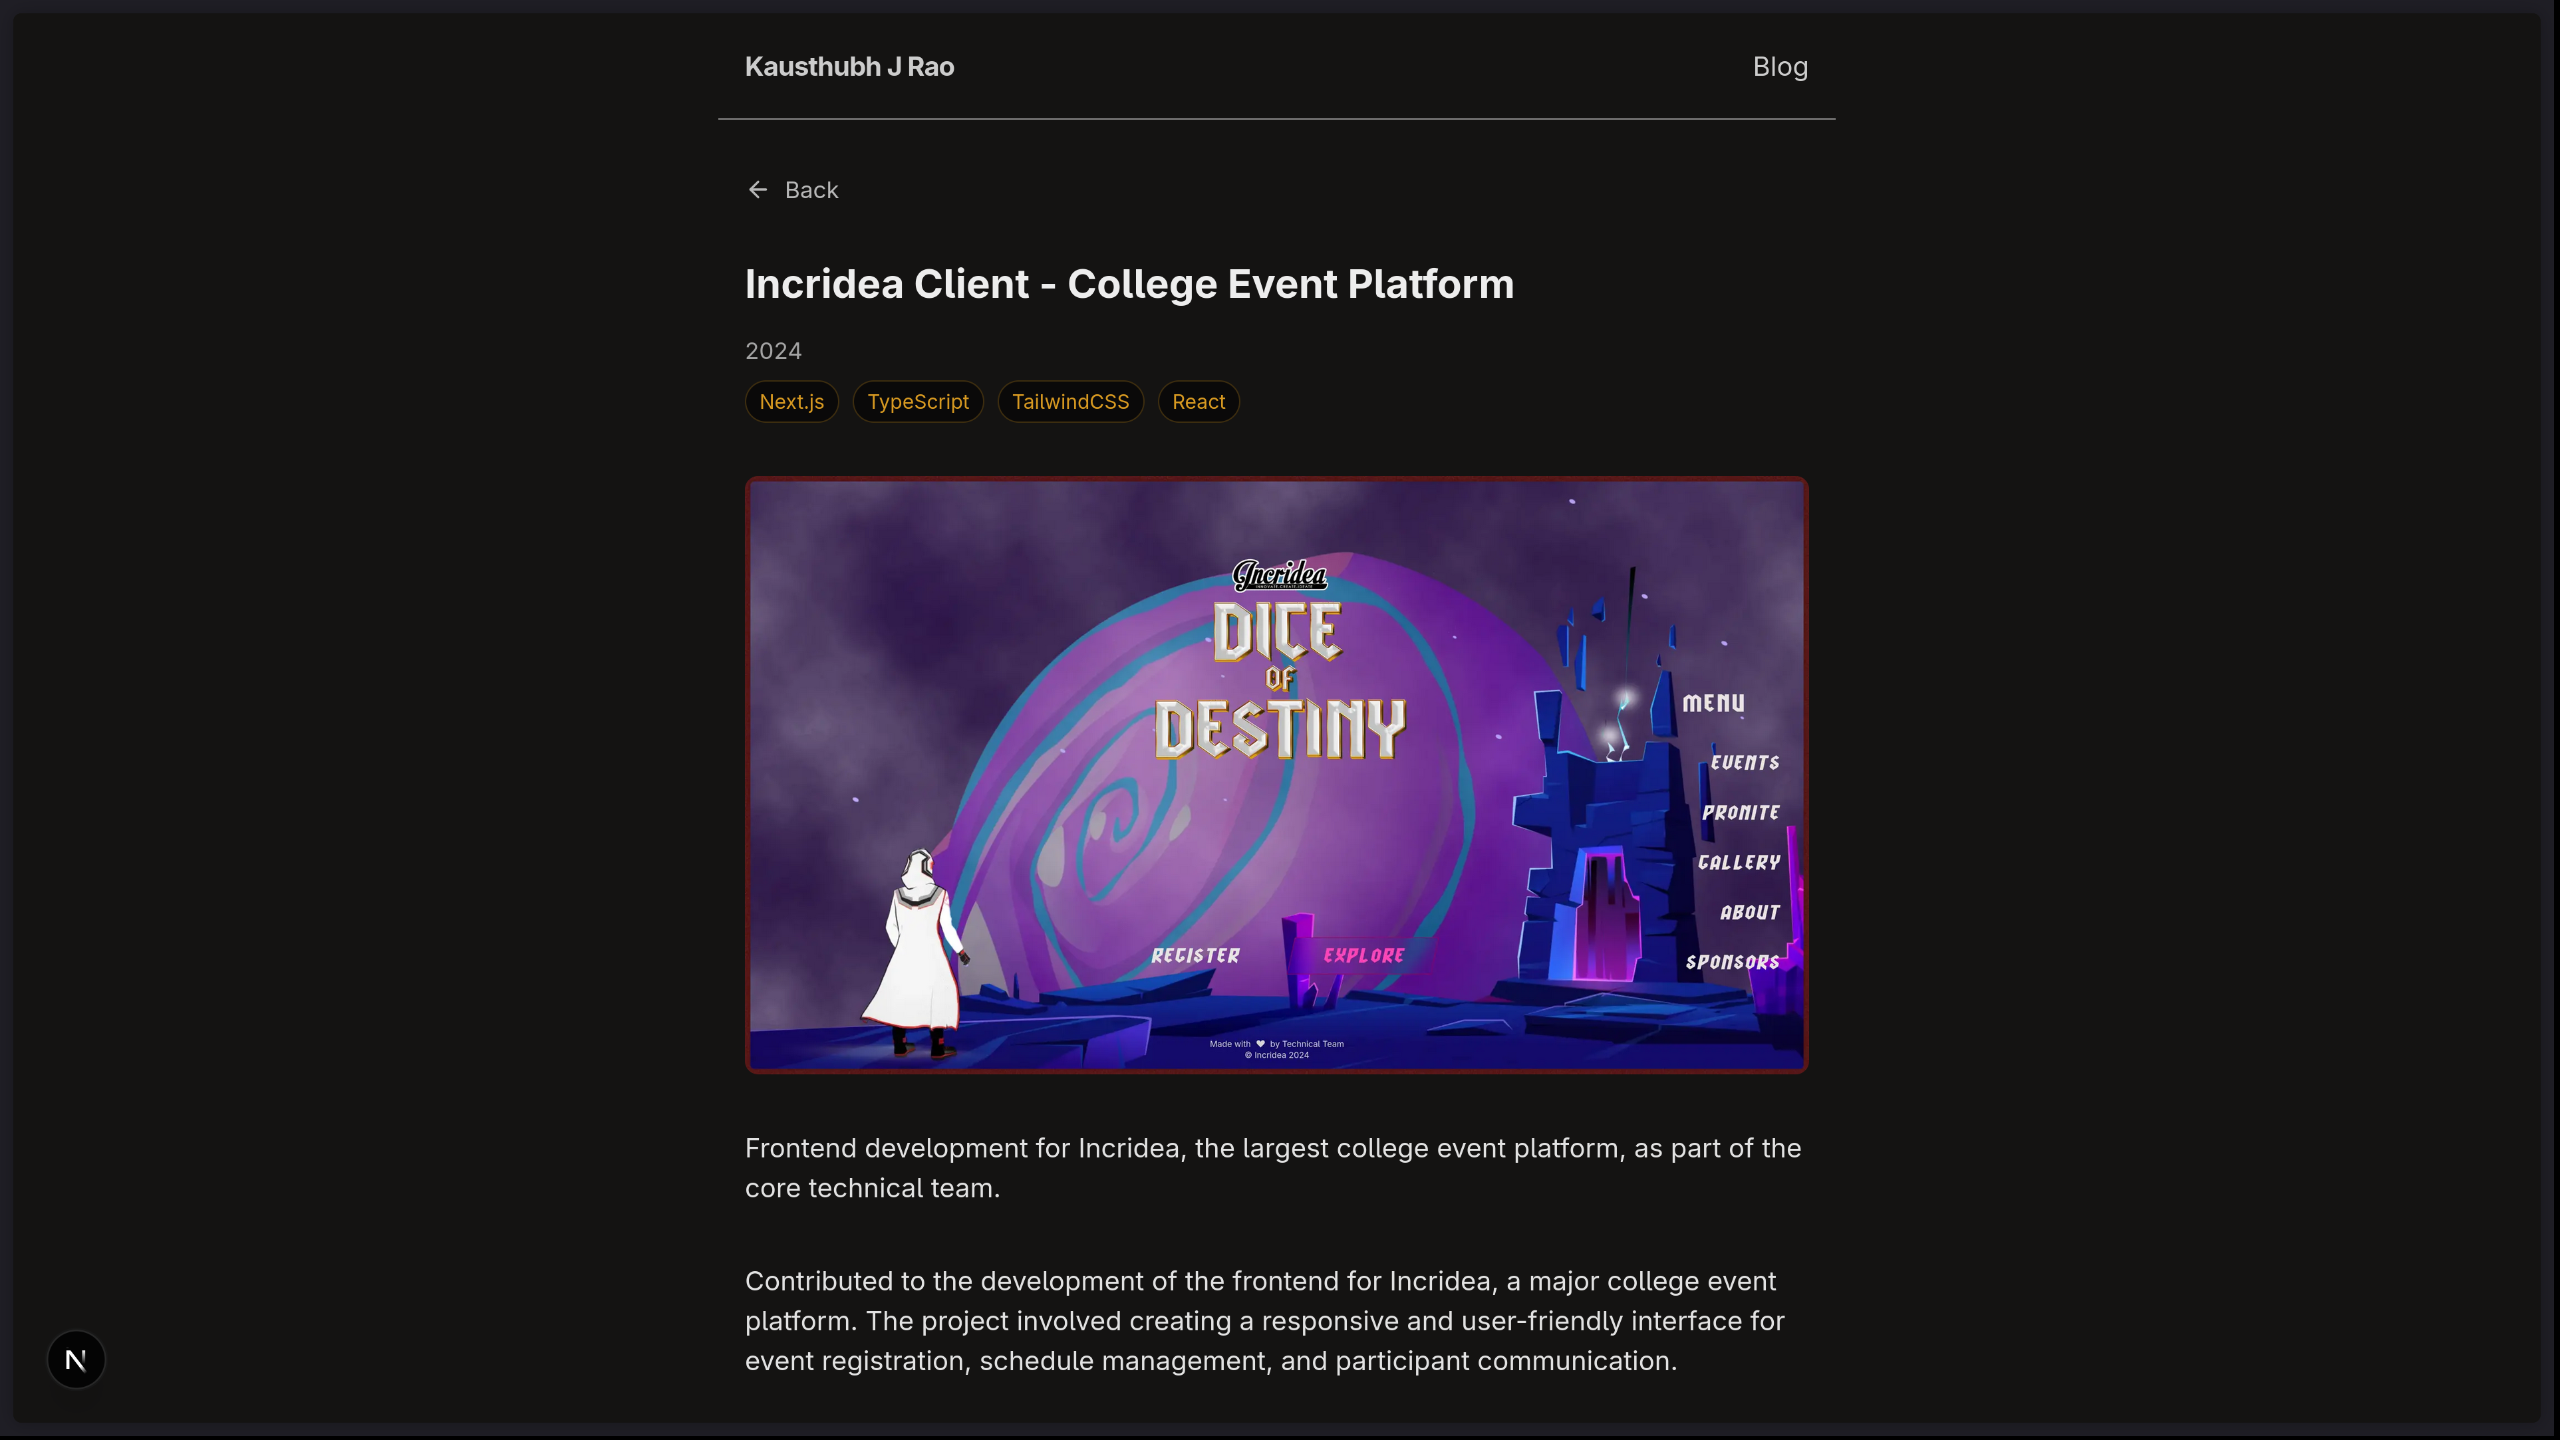 Kausthubh J Rao
Blog
Back
Incridea Client - College Event Platform
2024
Next.js TypeScript TailwindCSS React
Incridea
DICE
OF
DESTINY
MENU
EVENTS
PRONITE
GALLERY
ABOUT
SPONSORS
REGISTER EXPLORE
Made with ♥ by Technical Team
© Incridea 2024
Frontend development for Incridea, the largest college event platform, as part of the
core technical team.
Contributed to the development of the frontend for Incridea, a major college event
platform. The project involved creating a responsive and user-friendly interface for
event registration, schedule management, and participant communication.
N